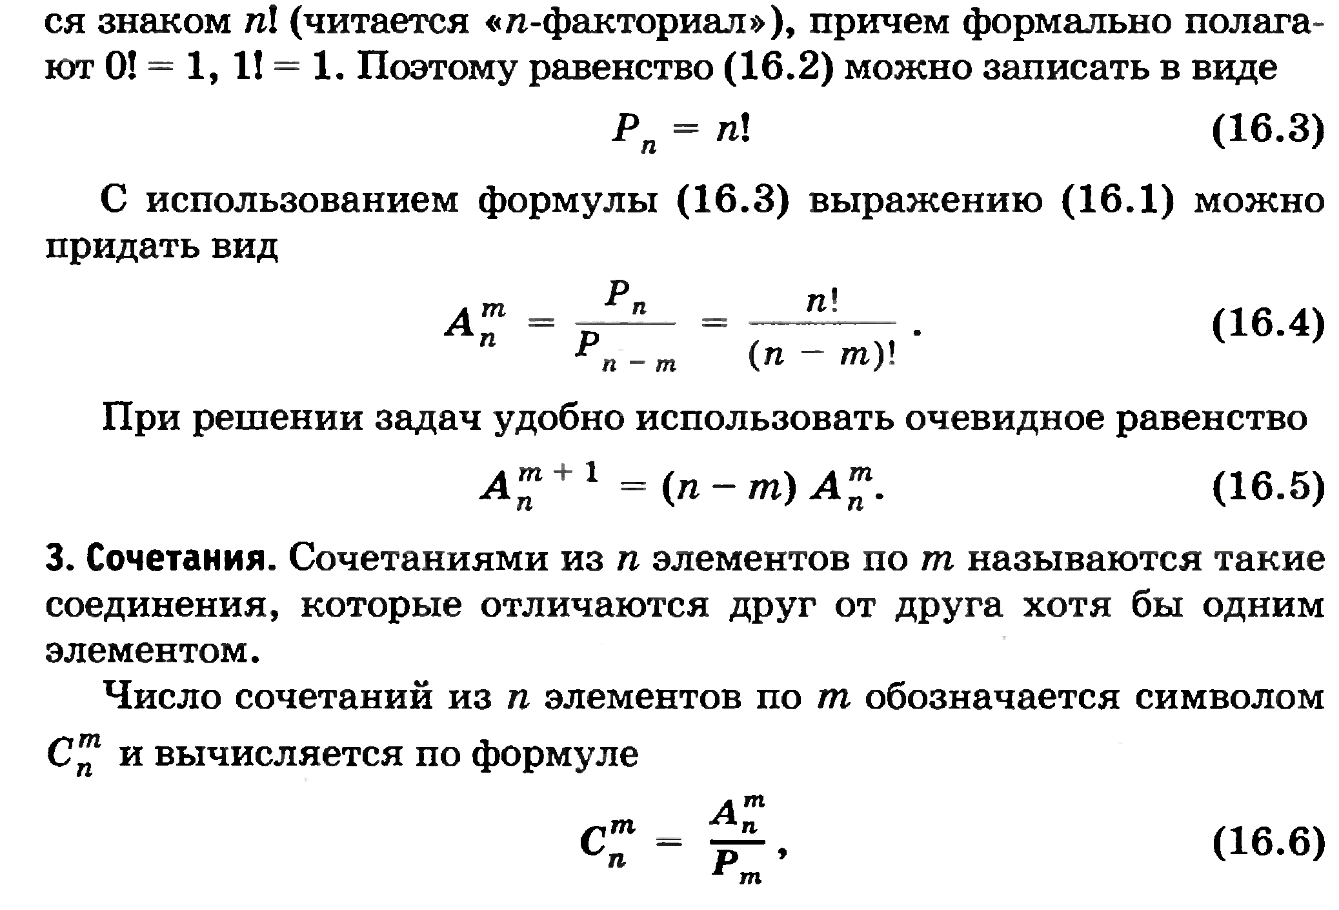 ся знаком n! (читается «n-факториал»), причем формально полага-
ют 0! = 1, 1! = 1. Поэтому равенство (16.2) можно записать в виде
P_n = n! (16.3)
С использованием формулы (16.3) выражению (16.1) можно
придать вид
A_n^m = P_n / P_{n − m} = n! / (n − m)! . (16.4)
При решении задач удобно использовать очевидное равенство
A_n^{m + 1} = (n − m) A_n^m. (16.5)
3. Сочетания. Сочетаниями из n элементов по m называются такие
соединения, которые отличаются друг от друга хотя бы одним
элементом.
Число сочетаний из n элементов по m обозначается символом
C_n^m и вычисляется по формуле
C_n^m = A_n^m / P_m , (16.6)